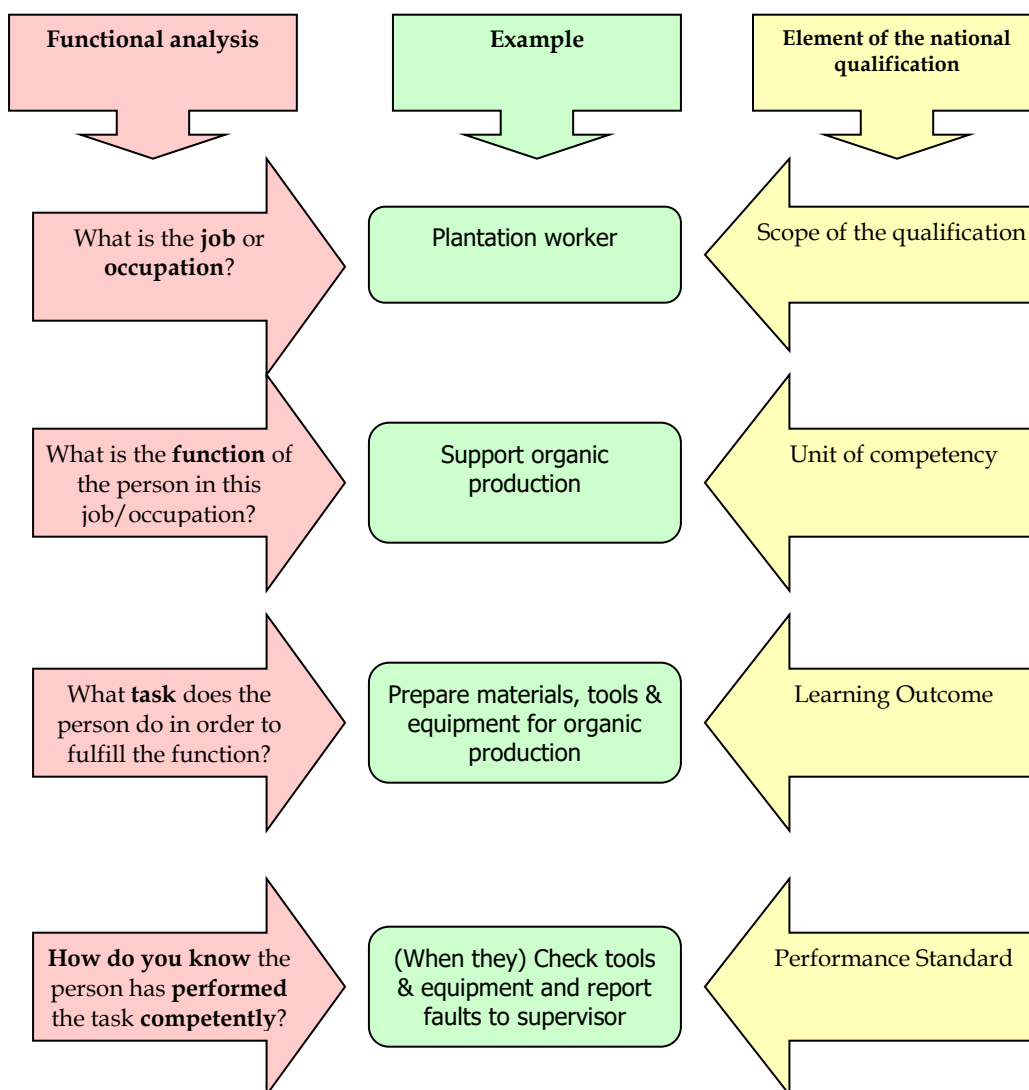 Functional analysis
Example
Element of the national
qualification
What is the job or
occupation?
Plantation worker
Scope of the qualification
What is the function of
the person in this
job/occupation?
Support organic
production
Unit of competency
What task does the
person do in order to
fulfill the function?
Prepare materials, tools &
equipment for organic
production
Learning Outcome
How do you know the
person has performed
the task competently?
(When they) Check tools
& equipment and report
faults to supervisor
Performance Standard